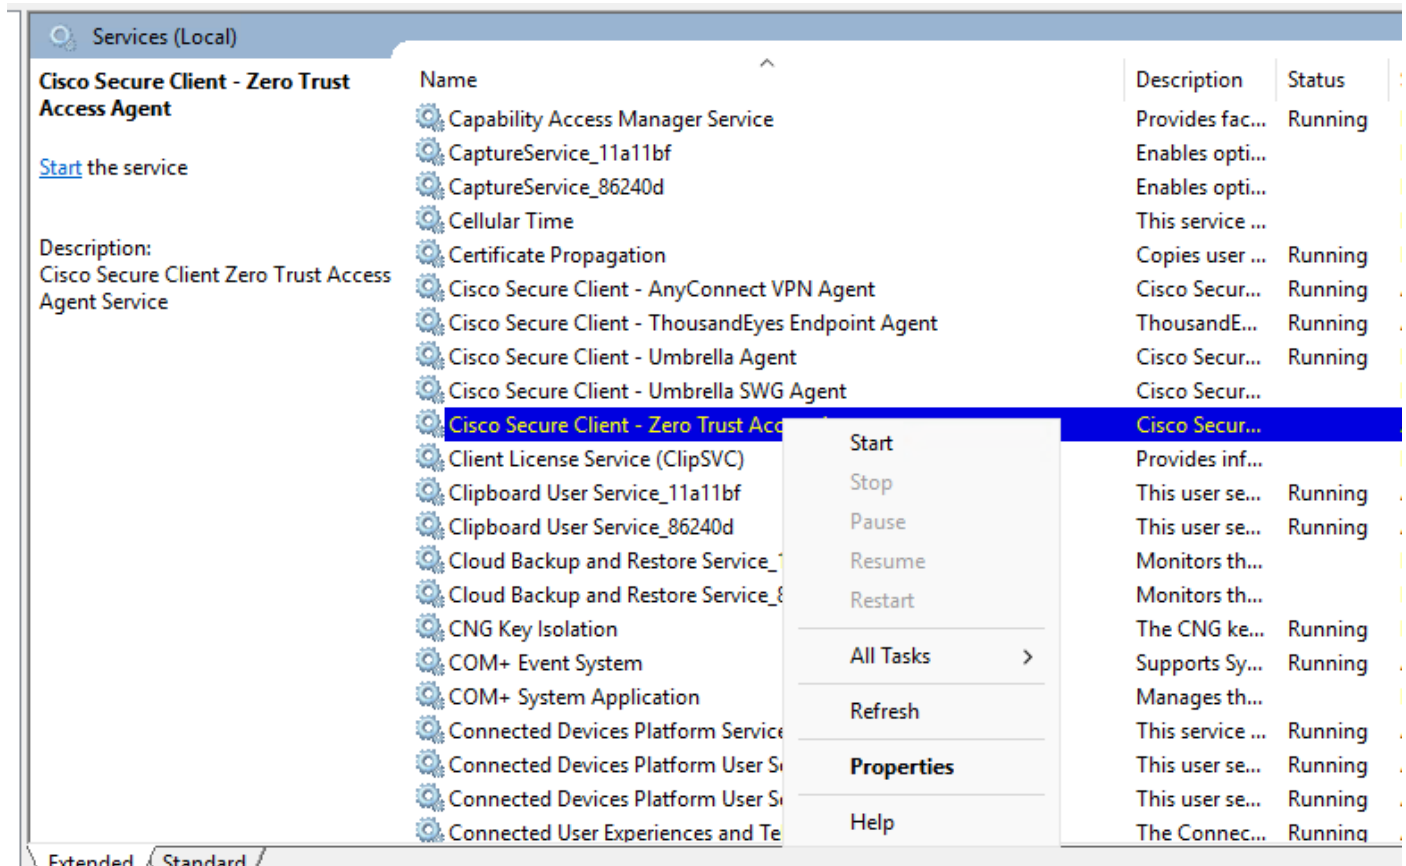 Services (Local)
Cisco Secure Client - Zero Trust
Access Agent
Start the service
Description:
Cisco Secure Client Zero Trust Access
Agent Service
Name Description Status
Capability Access Manager Service Provides fac... Running
CaptureService_11a11bf Enables opti...
CaptureService_86240d Enables opti...
Cellular Time This service ...
Certificate Propagation Copies user ... Running
Cisco Secure Client - AnyConnect VPN Agent Cisco Secur... Running
Cisco Secure Client - ThousandEyes Endpoint Agent ThousandE... Running
Cisco Secure Client - Umbrella Agent Cisco Secur... Running
Cisco Secure Client - Umbrella SWG Agent Cisco Secur...
Cisco Secure Client - Zero Trust Acc Cisco Secur...
Client License Service (ClipSVC) Provides inf...
Clipboard User Service_11a11bf This user se... Running
Clipboard User Service_86240d This user se... Running
Cloud Backup and Restore Service_1 Monitors th...
Cloud Backup and Restore Service_8 Monitors th...
CNG Key Isolation The CNG ke... Running
COM+ Event System Supports Sy... Running
COM+ System Application Manages th...
Connected Devices Platform Service This service ... Running
Connected Devices Platform User Se This user se... Running
Connected Devices Platform User Se This user se... Running
Connected User Experiences and Te The Connec... Running
Start
Stop
Pause
Resume
Restart
All Tasks
Refresh
Properties
Help
Extended Standard